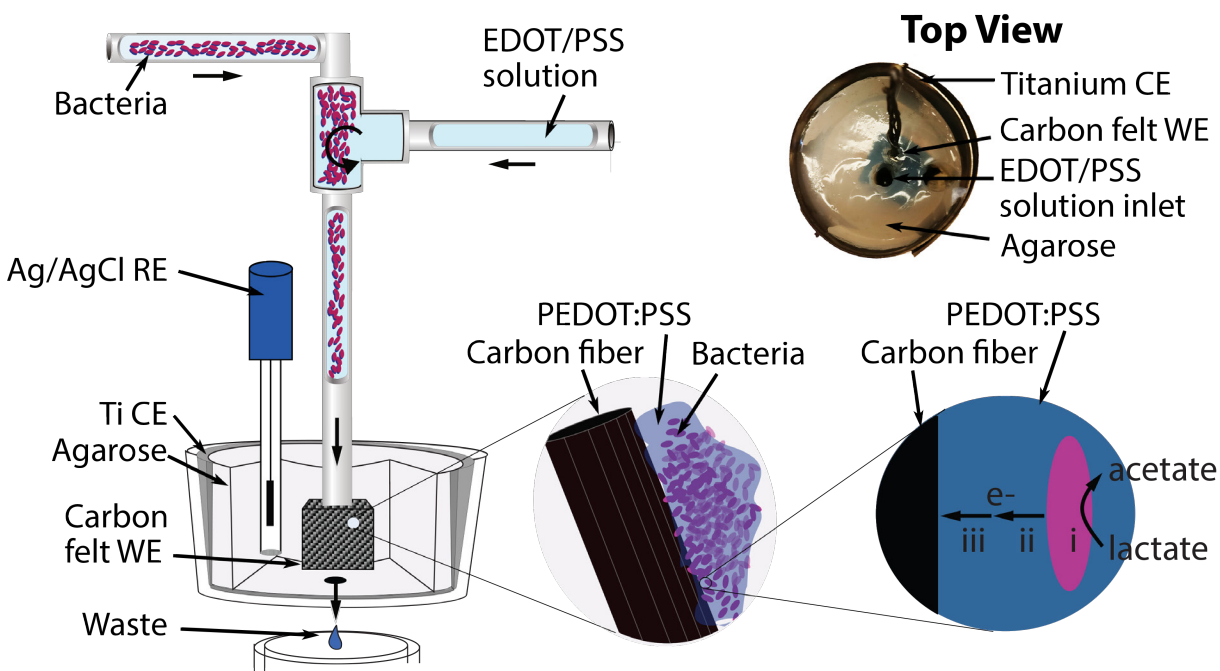 Top View
EDOT/PSS
solution
Bacteria
Titanium CE
Carbon felt WE
EDOT/PSS
solution inlet
Agarose
Ag/AgCl RE
Ti CE
Agarose
Carbon
felt WE
Waste
PEDOT:PSS
Carbon fiber
Bacteria
PEDOT:PSS
Carbon fiber
acetate
e-
iii
ii
i
lactate